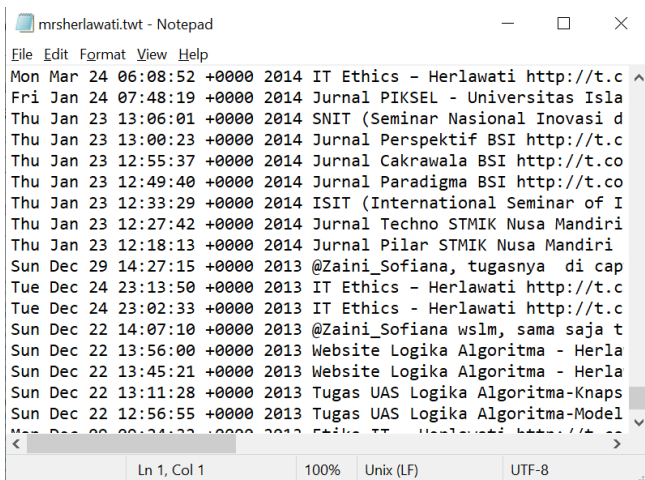 mrsherlawati.twt - Notepad
File Edit Format View Help
Mon Mar 24 06:08:52 +0000 2014 IT Ethics – Herlawati http://t.c
Fri Jan 24 07:48:19 +0000 2014 Jurnal PIKSEL - Universitas Isla
Thu Jan 23 13:06:01 +0000 2014 SNIT (Seminar Nasional Inovasi d
Thu Jan 23 13:00:23 +0000 2014 Jurnal Perspektif BSI http://t.c
Thu Jan 23 12:55:37 +0000 2014 Jurnal Cakrawala BSI http://t.co
Thu Jan 23 12:49:40 +0000 2014 Jurnal Paradigma BSI http://t.co
Thu Jan 23 12:33:29 +0000 2014 ISIT (International Seminar of I
Thu Jan 23 12:27:42 +0000 2014 Jurnal Techno STMIK Nusa Mandiri
Thu Jan 23 12:18:13 +0000 2014 Jurnal Pilar STMIK Nusa Mandiri
Sun Dec 29 14:27:15 +0000 2013 @Zaini_Sofiana, tugasnya  di cap
Tue Dec 24 23:13:50 +0000 2013 IT Ethics – Herlawati http://t.c
Tue Dec 24 23:02:33 +0000 2013 IT Ethics - Herlawati http://t.c
Sun Dec 22 14:07:10 +0000 2013 @Zaini_Sofiana wslm, sama saja t
Sun Dec 22 13:56:00 +0000 2013 Website Logika Algoritma - Herla
Sun Dec 22 13:45:21 +0000 2013 Website Logika Algoritma - Herla
Sun Dec 22 13:11:28 +0000 2013 Tugas UAS Logika Algoritma-Knaps
Sun Dec 22 12:56:55 +0000 2013 Tugas UAS Logika Algoritma-Model
Ln 1, Col 1 100% Unix (LF) UTF-8